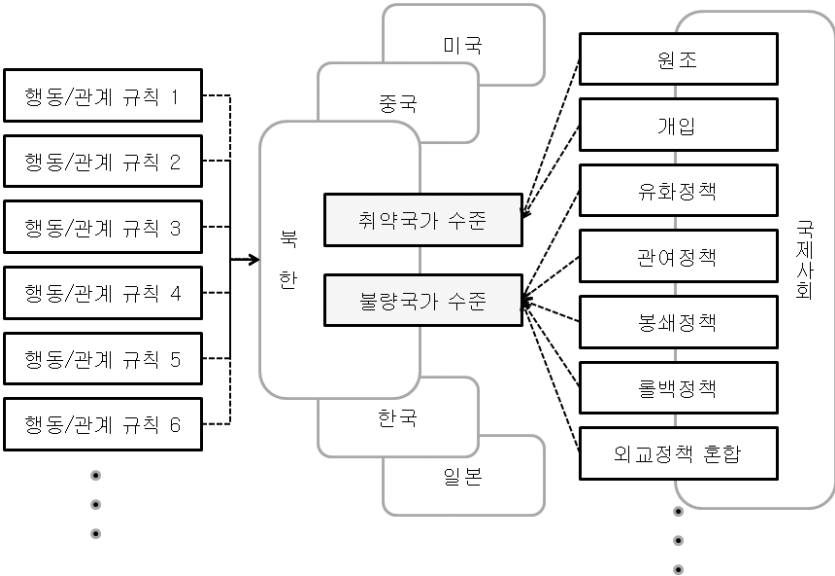 행동/관계 규칙 1
행동/관계 규칙 2
행동/관계 규칙 3
행동/관계 규칙 4
행동/관계 규칙 5
행동/관계 규칙 6
미국
중국
북한
취약국가 수준
불량국가 수준
한국
일본
원조
개입
유화정책
관여정책
봉쇄정책
롤백정책
외교정책 혼합
국제사회